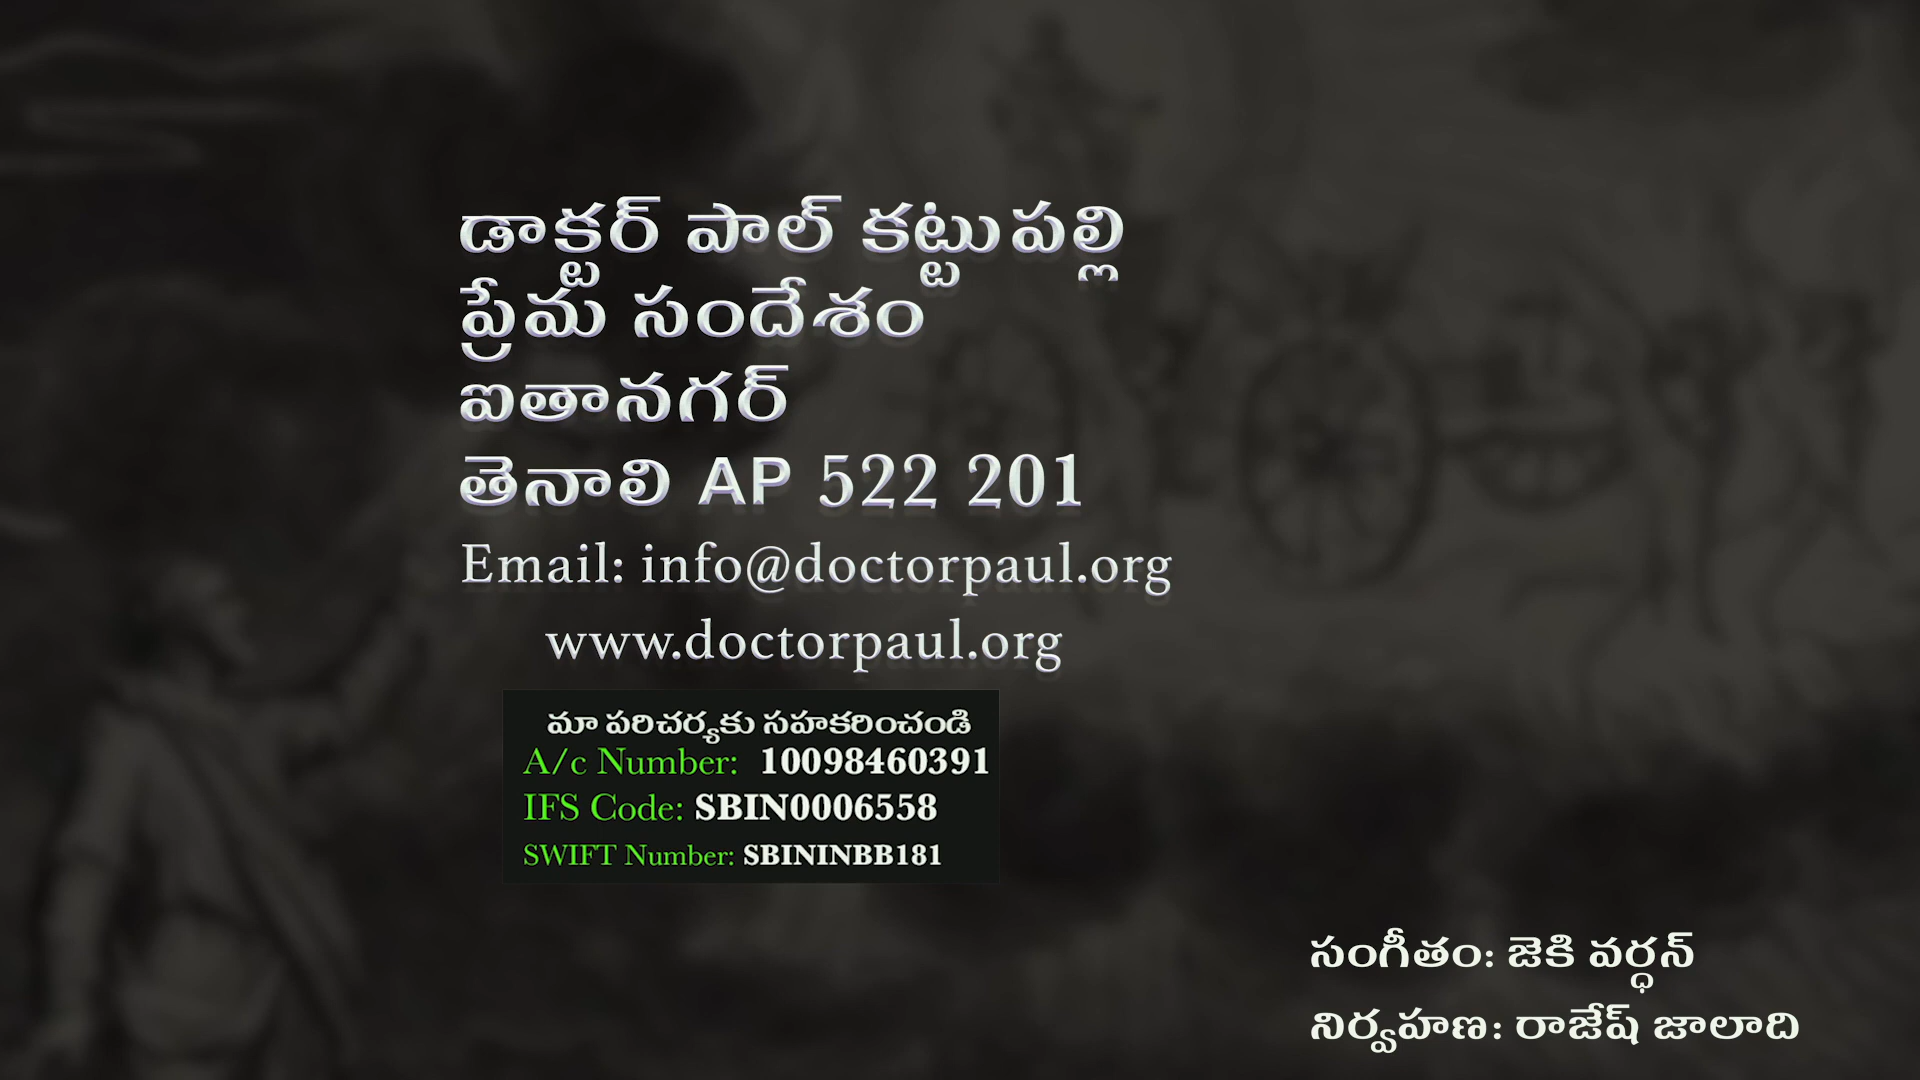 డాక్టర్ పాల్ కట్టుపల్లి
ప్రేమ సందేశం
ఐతానగర్
తెనాలి AP 522 201
Email: info@doctorpaul.org
www.doctorpaul.org
మా పరిచర్యకు సహకరించండి
A/c Number: 10098460391
IFS Code: SBIN0006558
SWIFT Number: SBININBB181
సంగీతం: జెకి వర్ధన్
నిర్వహణ: రాజేష్ జాలాది